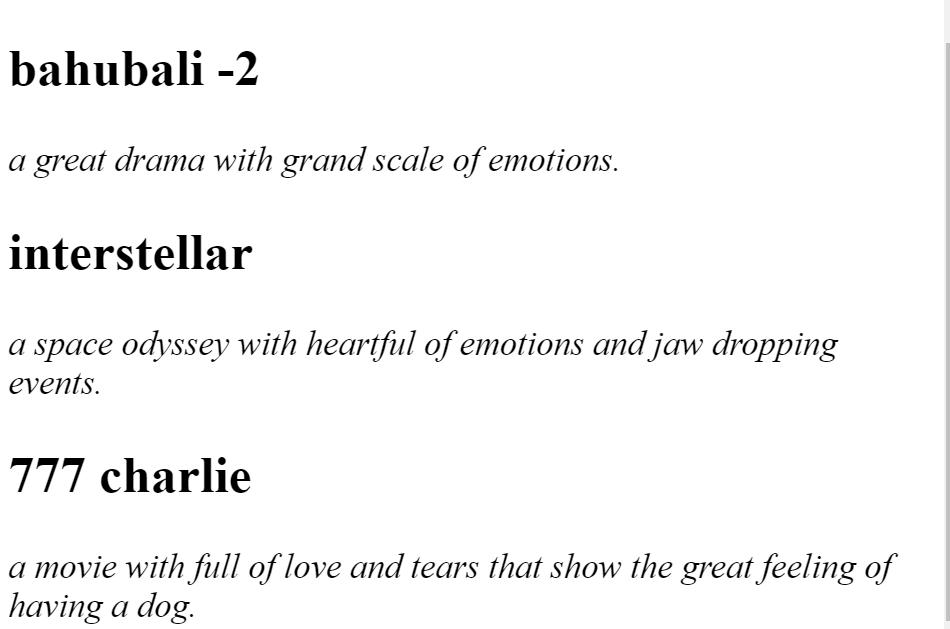 bahubali -2
a great drama with grand scale of emotions.
interstellar
a space odyssey with heartful of emotions and jaw dropping
events.
777 charlie
a movie with full of love and tears that show the great feeling of
having a dog.